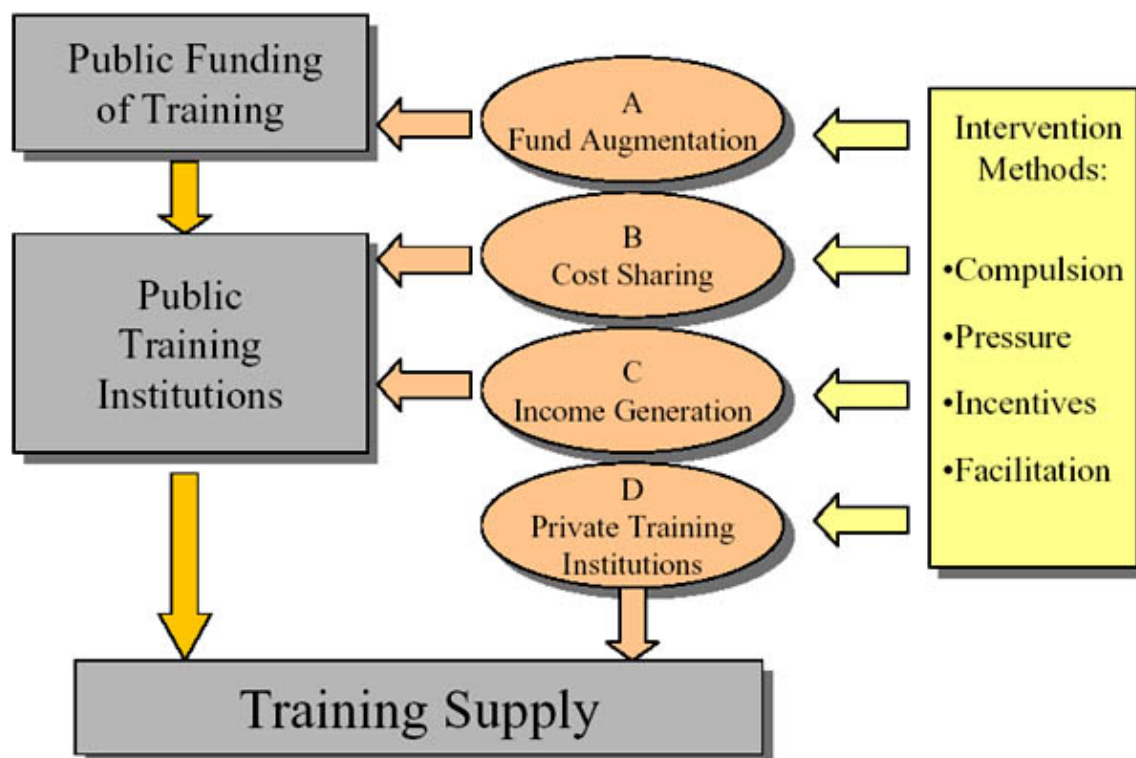 Public Funding
of Training
A
Fund Augmentation
Intervention
Methods:
•Compulsion
•Pressure
•Incentives
•Facilitation
B
Cost Sharing
Public
Training
Institutions
C
Income Generation
D
Private Training
Institutions
Training Supply